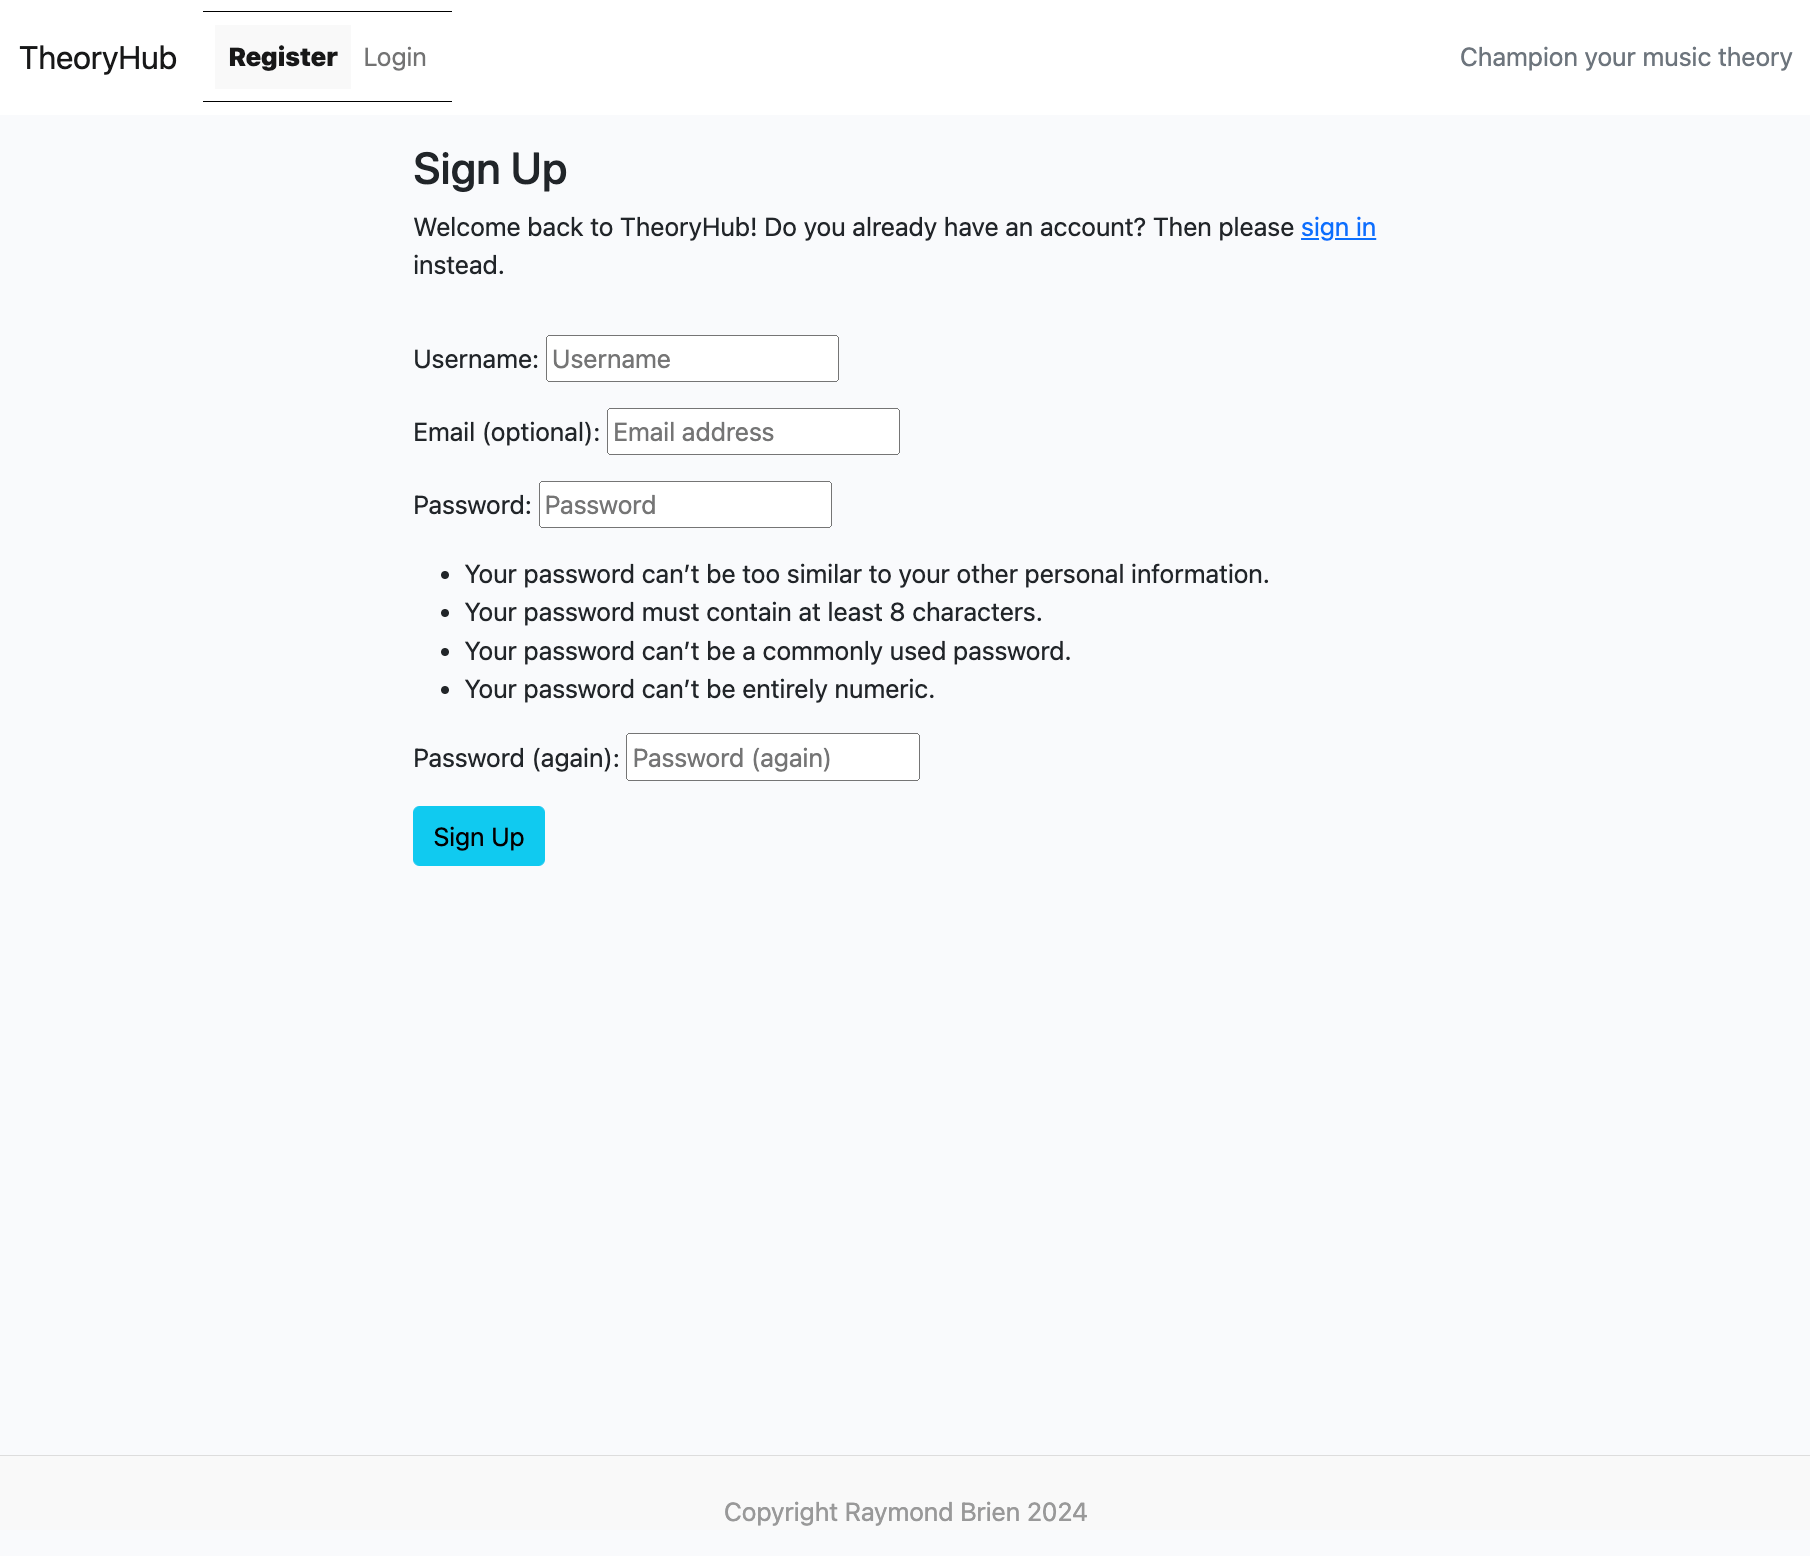 TheoryHub Register Login Champion your music theory
Sign Up
Welcome back to TheoryHub! Do you already have an account? Then please sign in
instead.
Username: Username
Email (optional): Email address
Password: Password
• Your password can’t be too similar to your other personal information.
• Your password must contain at least 8 characters.
• Your password can’t be a commonly used password.
• Your password can’t be entirely numeric.
Password (again): Password (again)
Sign Up
Copyright Raymond Brien 2024